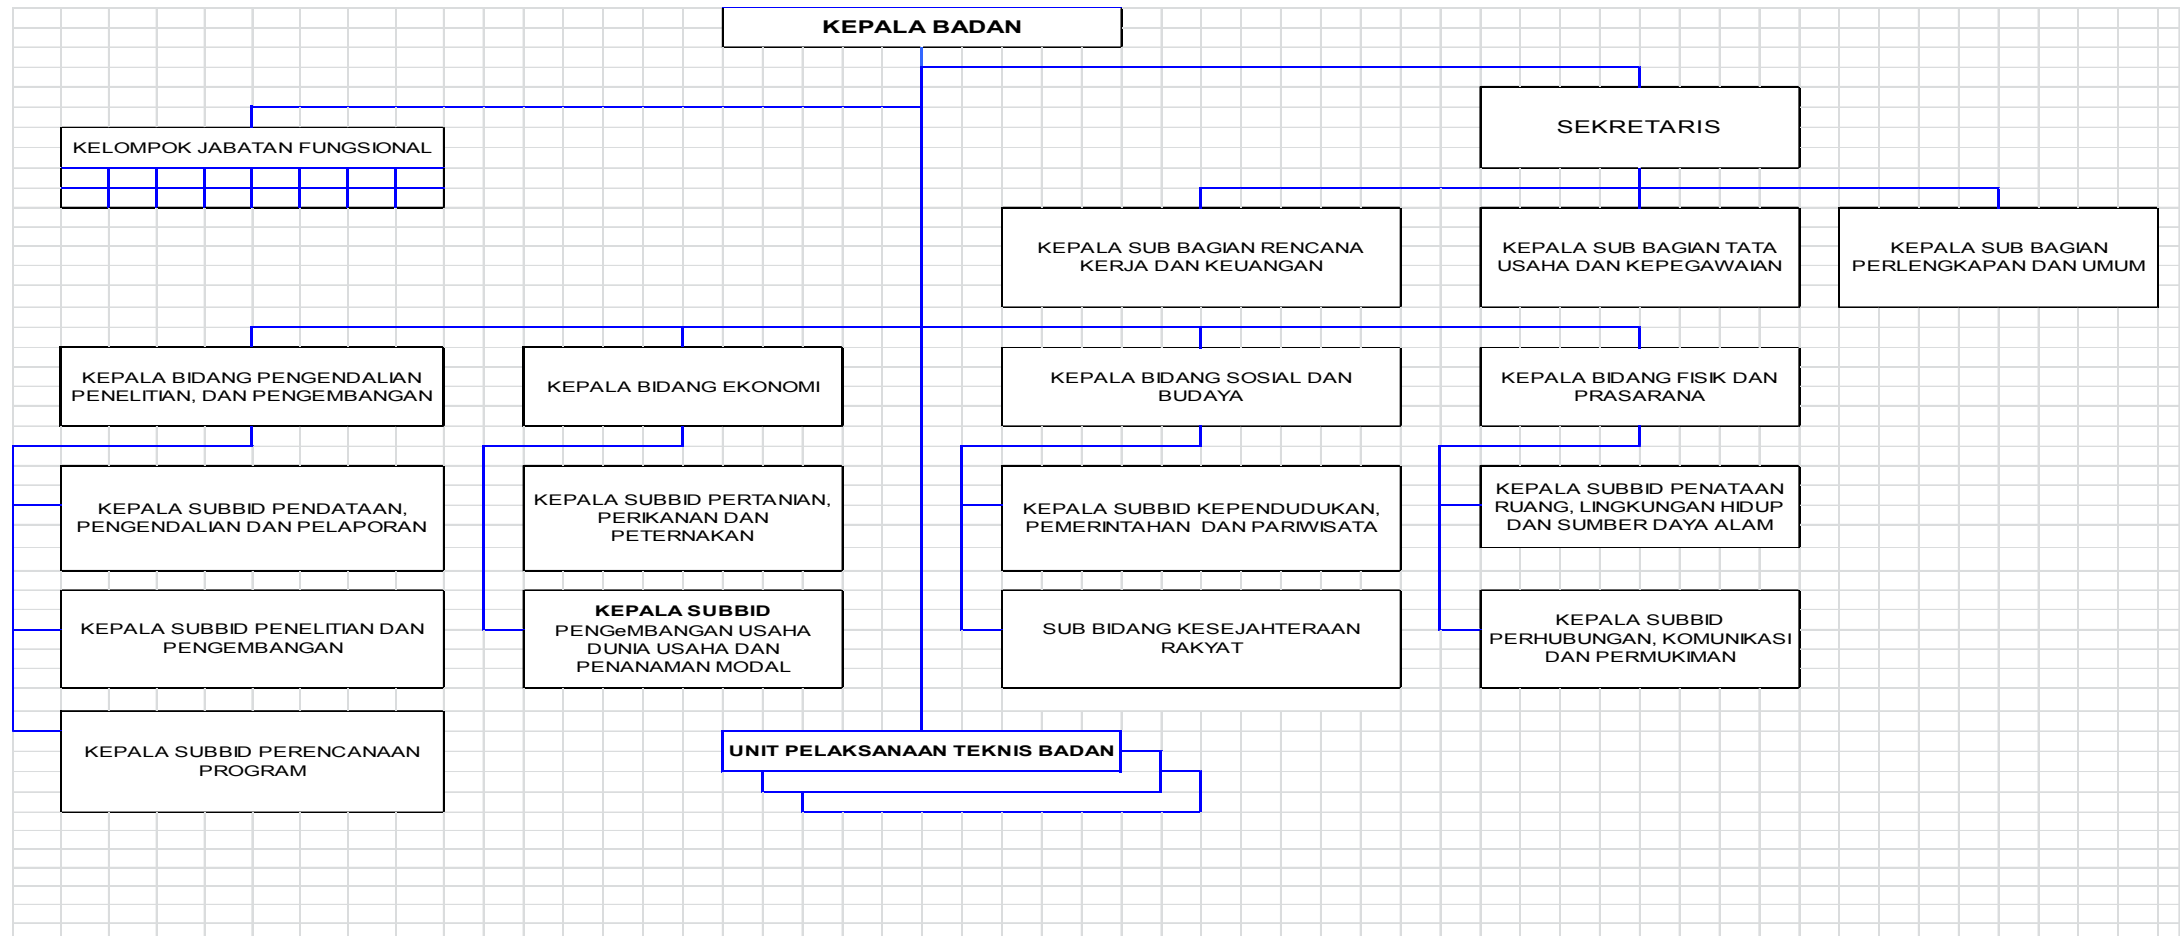 KEPALA BADAN
SEKRETARIS
KELOMPOK JABATAN FUNGSIONAL
KEPALA SUB BAGIAN RENCANA
KERJA DAN KEUANGAN
KEPALA SUB BAGIAN TATA
USAHA DAN KEPEGAWAIAN
KEPALA SUB BAGIAN
PERLENGKAPAN DAN UMUM
KEPALA BIDANG PENGENDALIAN
PENELITIAN, DAN PENGEMBANGAN
KEPALA BIDANG EKONOMI
KEPALA BIDANG SOSIAL DAN
BUDAYA
KEPALA BIDANG FISIK DAN
PRASARANA
KEPALA SUBBID PENDATAAN,
PENGENDALIAN DAN PELAPORAN
KEPALA SUBBID PERTANIAN,
PERIKANAN DAN
PETERNAKAN
KEPALA SUBBID KEPENDUDUKAN,
PEMERINTAHAN DAN PARIWISATA
KEPALA SUBBID PENATAAN
RUANG, LINGKUNGAN HIDUP
DAN SUMBER DAYA ALAM
KEPALA SUBBID PENELITIAN DAN
PENGEMBANGAN
KEPALA SUBBID
PENGeMBANGAN USAHA
DUNIA USAHA DAN
PENANAMAN MODAL
SUB BIDANG KESEJAHTERAAN
RAKYAT
KEPALA SUBBID
PERHUBUNGAN, KOMUNIKASI
DAN PERMUKIMAN
KEPALA SUBBID PERENCANAAN
PROGRAM
UNIT PELAKSANAAN TEKNIS BADAN